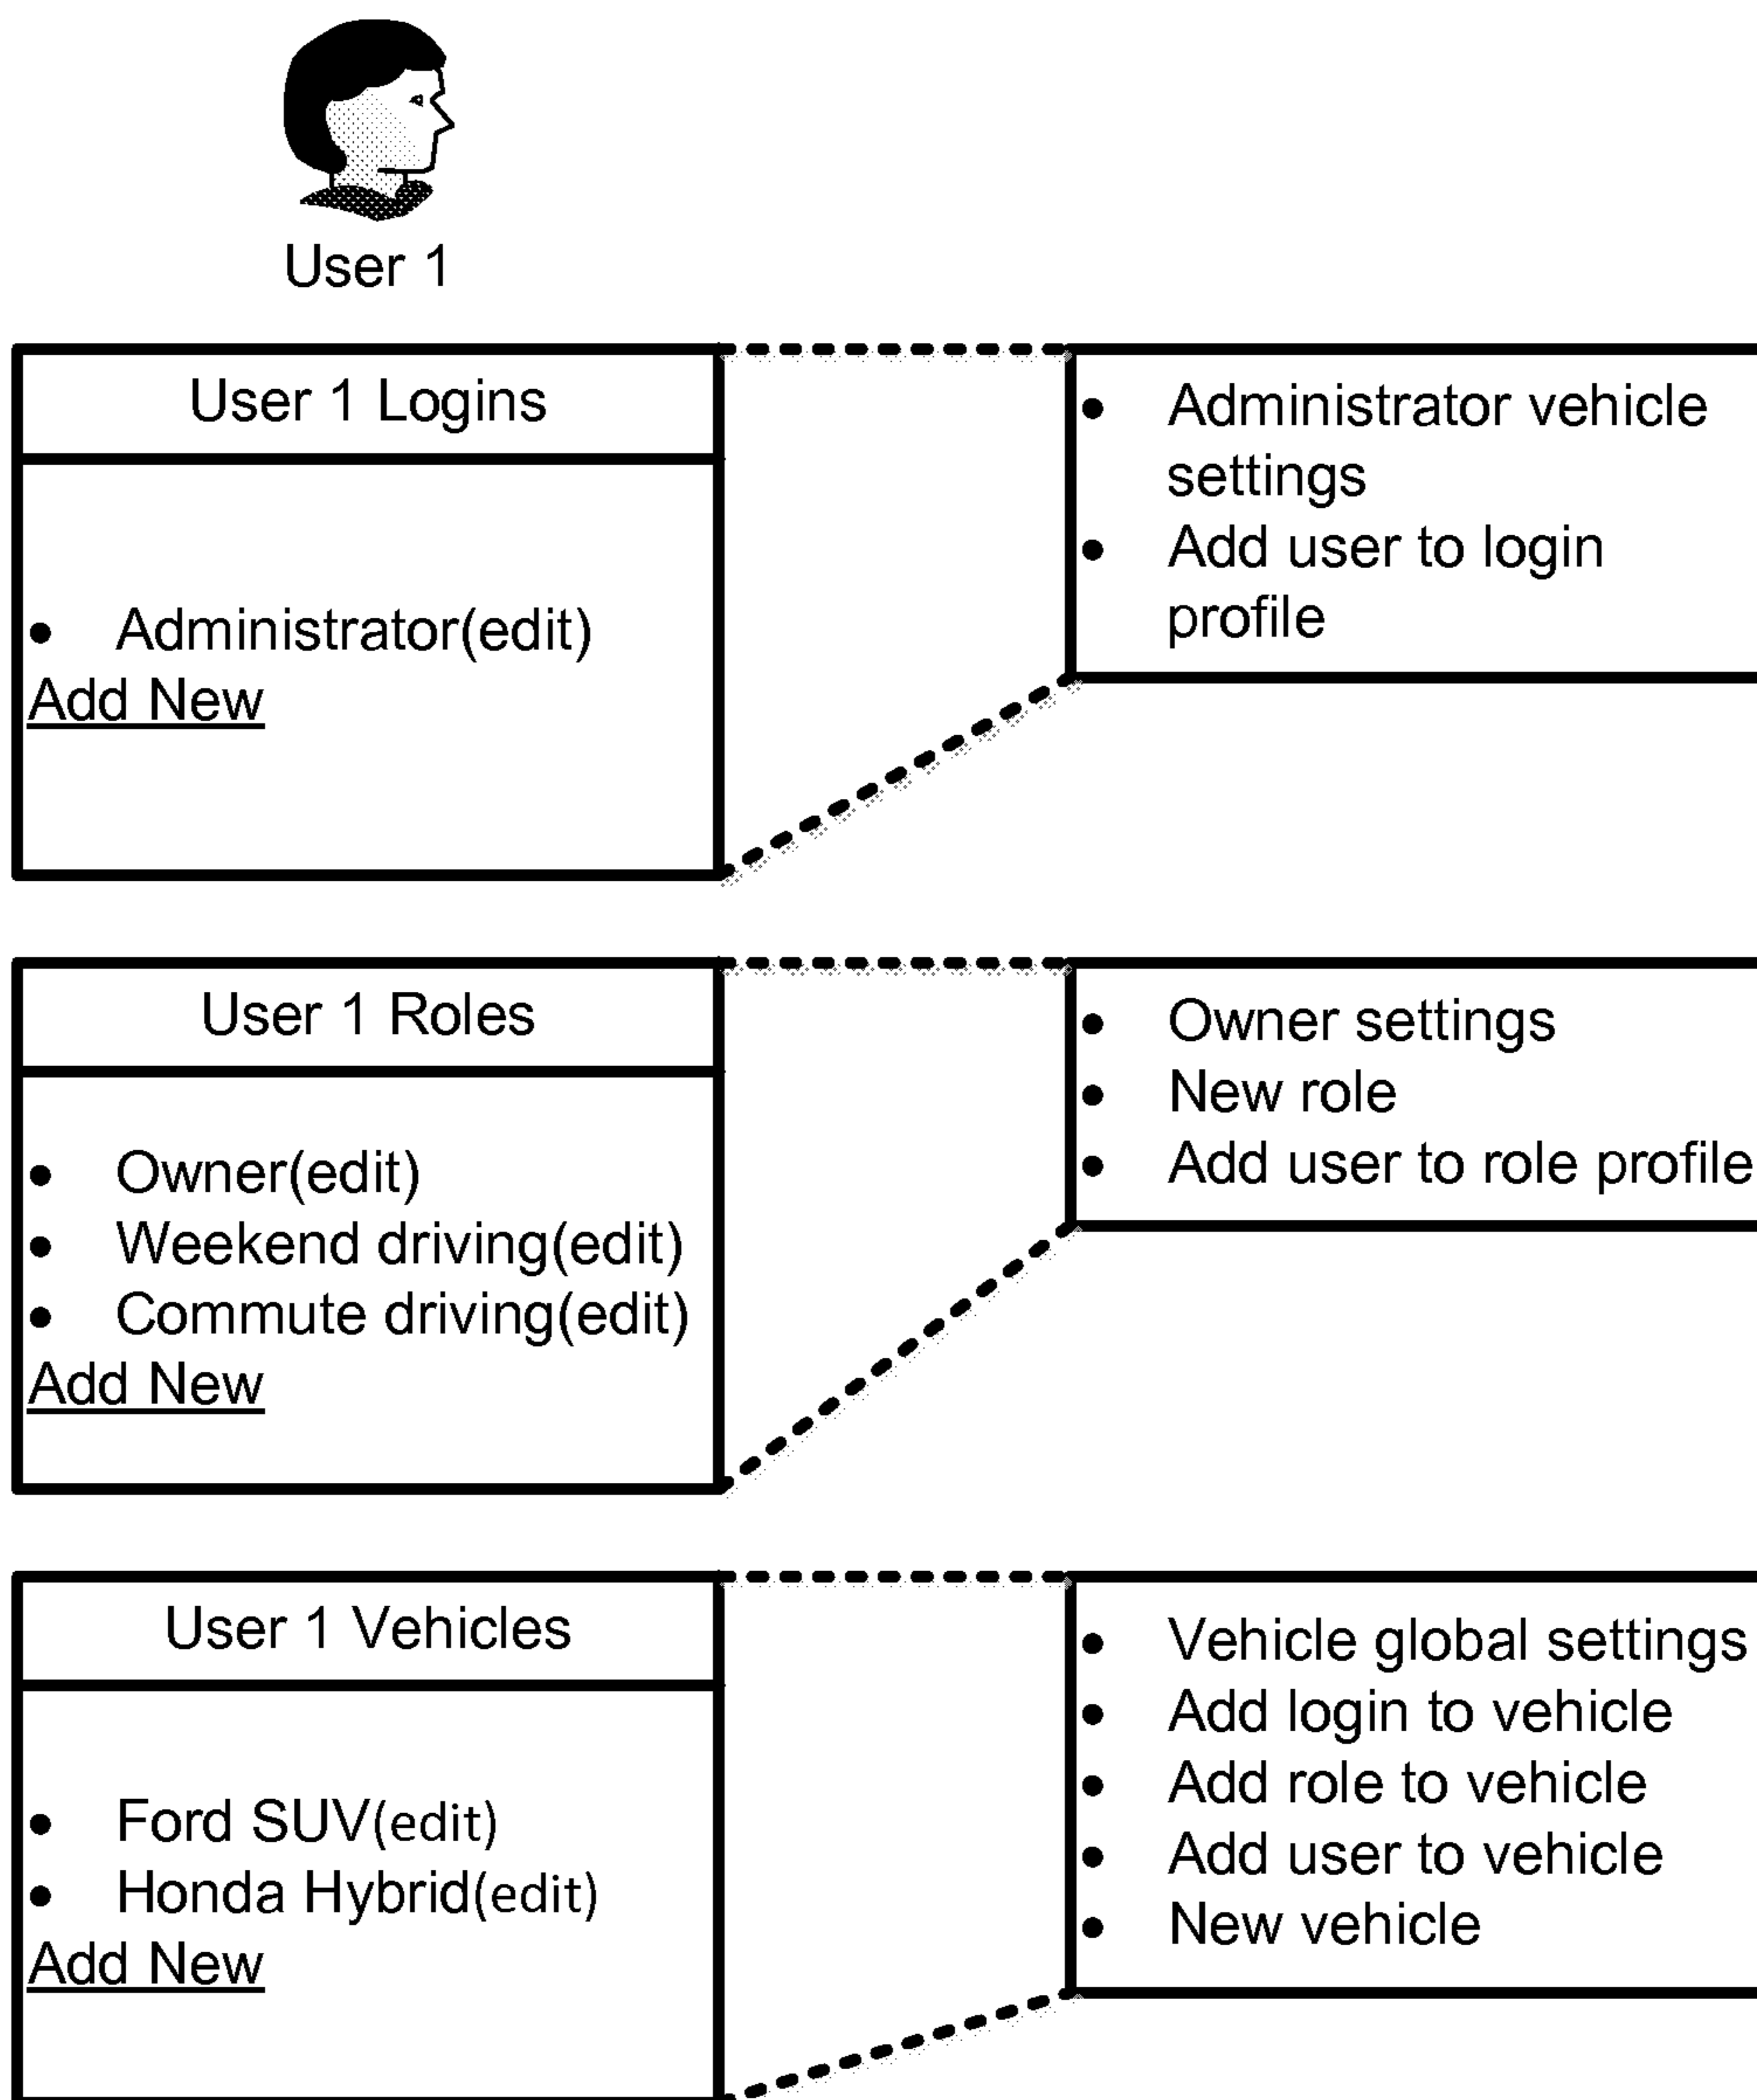 User 1
User 1 Logins
• Administrator(edit)
Add New
• Administrator vehicle
settings
• Add user to login
profile
User 1 Roles
• Owner(edit)
• Weekend driving(edit)
• Commute driving(edit)
Add New
• Owner settings
• New role
• Add user to role profile
User 1 Vehicles
• Ford SUV(edit)
• Honda Hybrid(edit)
Add New
• Vehicle global settings
• Add login to vehicle
• Add role to vehicle
• Add user to vehicle
• New vehicle